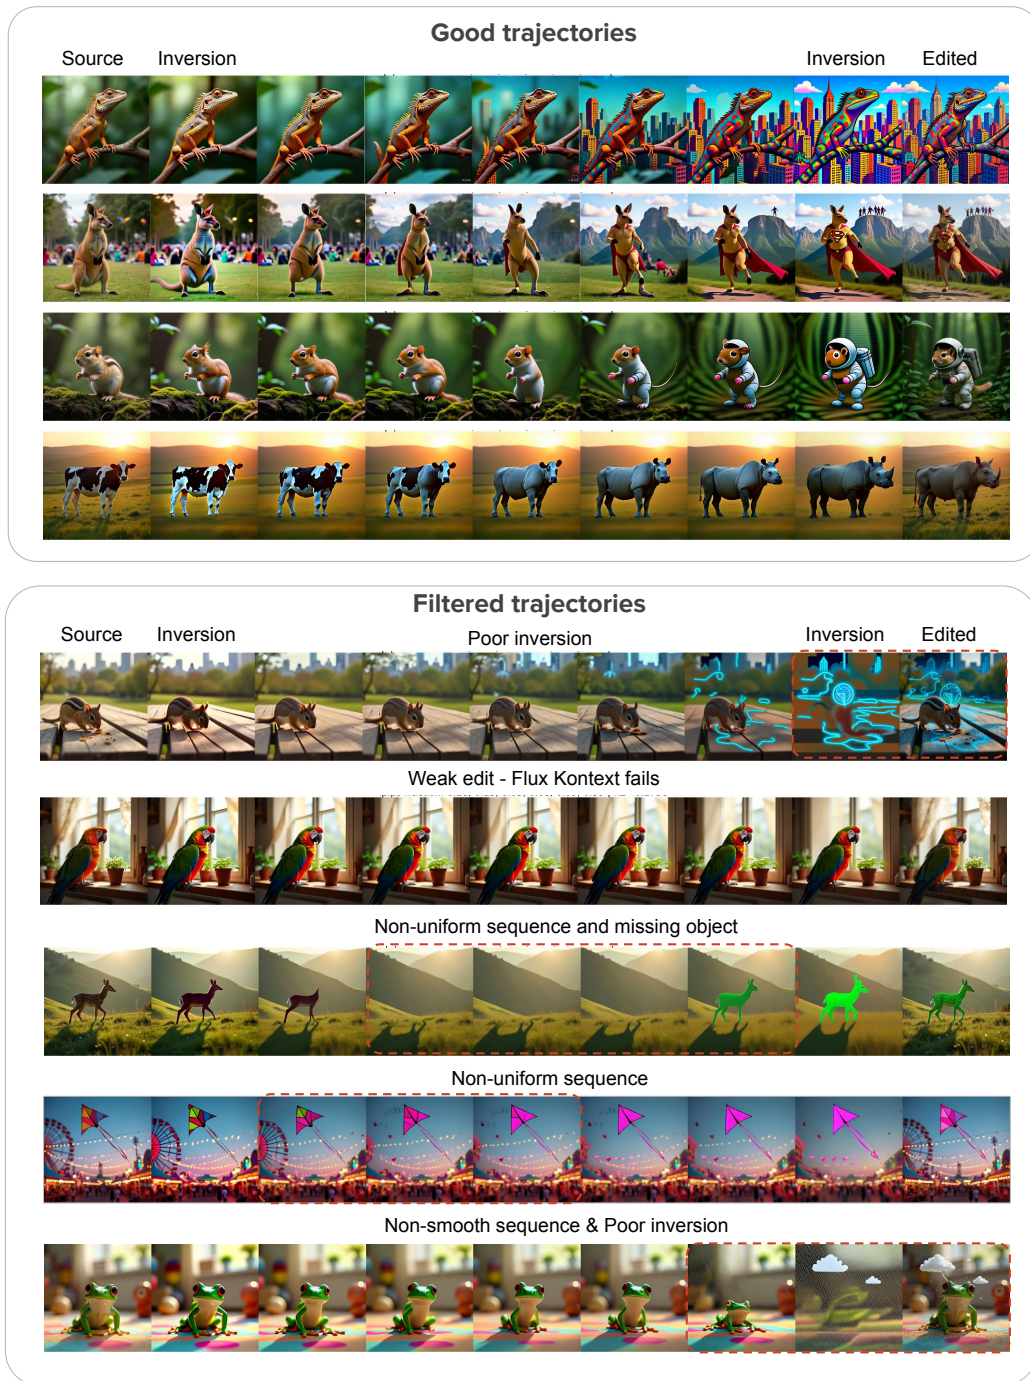 Good trajectories
Source Inversion Inversion Edited
Filtered trajectories
Source Inversion Poor inversion Inversion Edited
Weak edit - Flux Kontext fails
Non-uniform sequence and missing object
Non-uniform sequence
Non-smooth sequence & Poor inversion